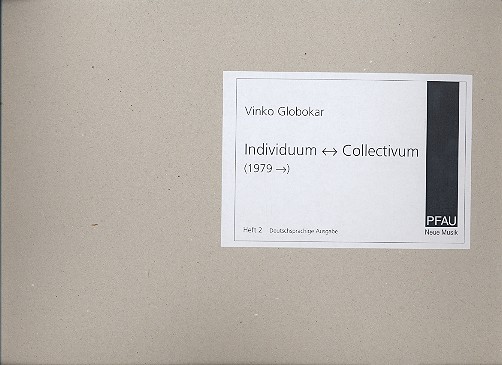 Vinko Globokar
Individuum ↔ Collectivum
(1979 →)
Heft 2 Deutschsprachige Ausgabe
PFAU
Neue Musik